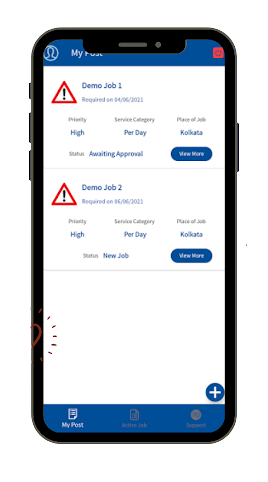 My Post
Demo Job 1
Required on 04/06/2021
Priority Service Category Place of Job
High Per Day Kolkata
Status Awaiting Approval View More
Demo Job 2
Required on 06/06/2021
Priority Service Category Place of Job
High Per Day Kolkata
Status New Job View More
My Post Active Job Support